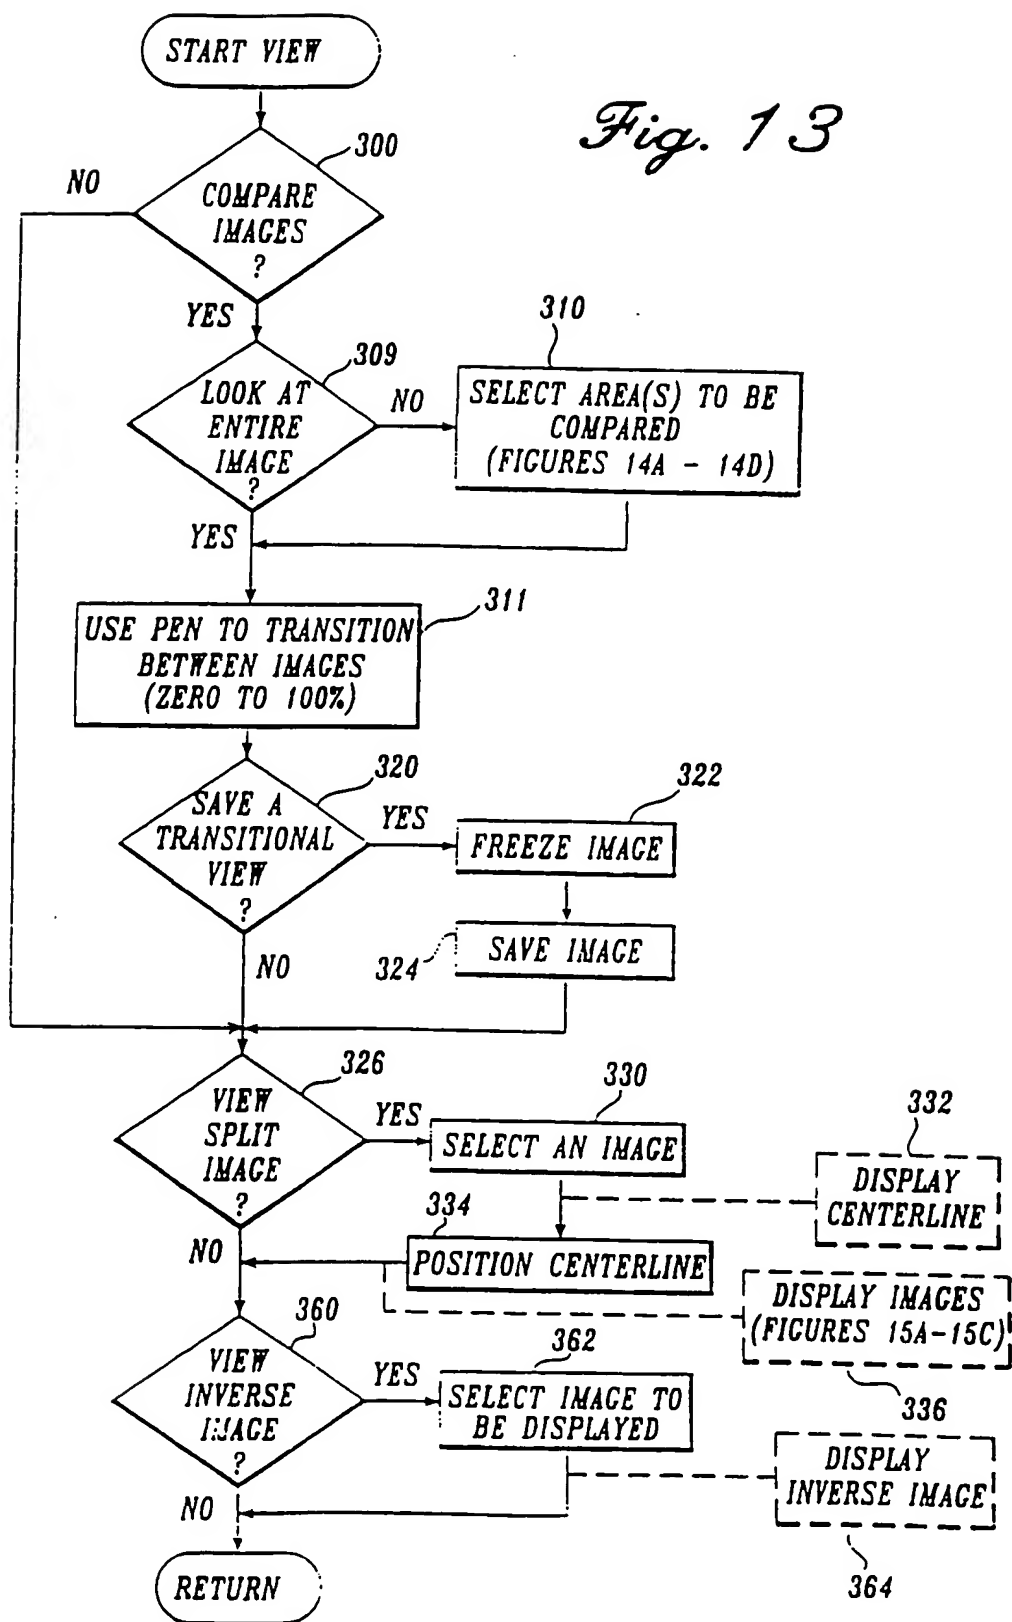 START VIEW
Fig. 13
300
NO
COMPARE
IMAGES
?
YES
309
310
LOOK AT
ENTIRE
IMAGE
?
NO
SELECT AREA(S) TO BE
COMPARED
(FIGURES 14A - 14D)
YES
311
USE PEN TO TRANSITION
BETWEEN IMAGES
(ZERO TO 100%)
320
322
SAVE A
TRANSITIONAL
VIEW
?
YES
FREEZE IMAGE
324
SAVE IMAGE
NO
326
330
332
VIEW
SPLIT
IMAGE
?
YES
SELECT AN IMAGE
DISPLAY
CENTERLINE
334
NO
POSITION CENTERLINE
DISPLAY IMAGES
(FIGURES 15A-15C)
336
360
362
VIEW
INVERSE
IMAGE
?
YES
SELECT IMAGE TO
BE DISPLAYED
DISPLAY
INVERSE IMAGE
364
NO
RETURN